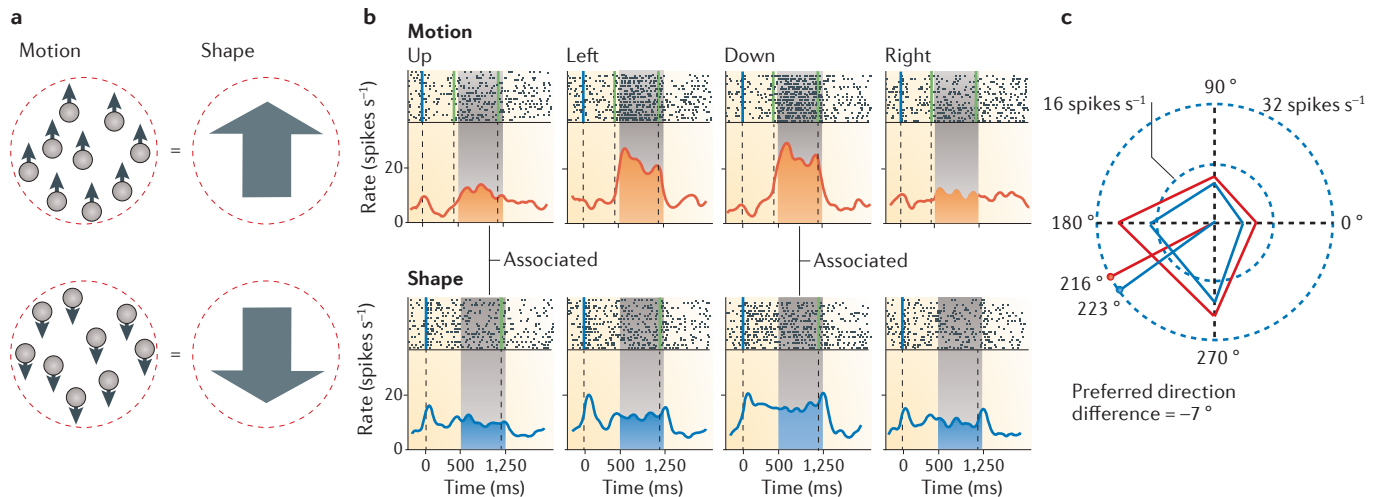 a
Motion
Shape
=
=
b
Motion
Up
Left
Down
Right
Rate (spikes s⁻¹)
20
0
Associated
Associated
Shape
Rate (spikes s⁻¹)
20
0
0 500 1,250
0 500 1,250
0 500 1,250
0 500 1,250
Time (ms)
Time (ms)
Time (ms)
Time (ms)
c
90 °
16 spikes s⁻¹
32 spikes s⁻¹
180 °
0 °
216 °
223 °
270 °
Preferred direction
difference = –7 °